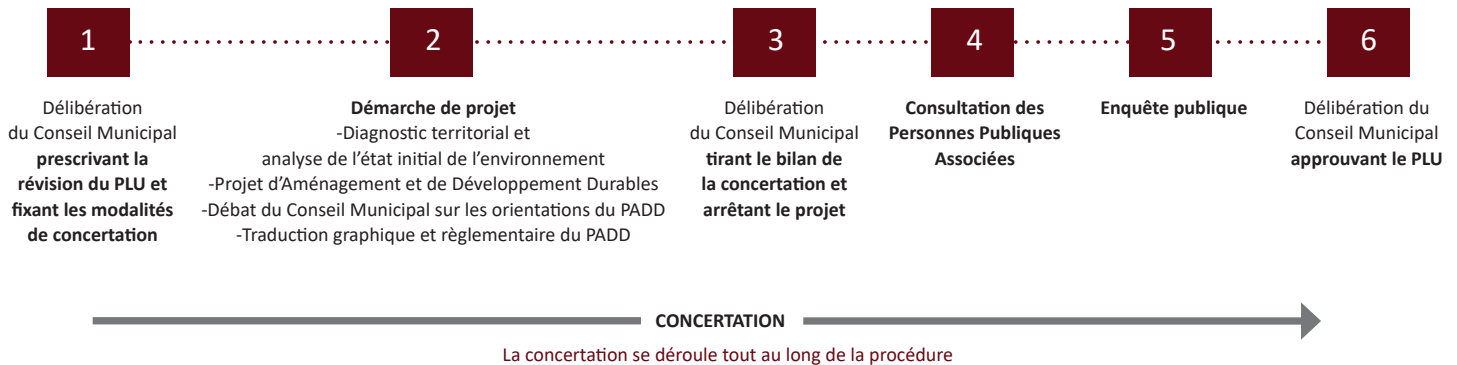 1
Délibération
du Conseil Municipal
prescrivant la
révision du PLU et
fixant les modalités
de concertation
2
Démarche de projet
-Diagnostic territorial et
analyse de l'état initial de l'environnement
-Projet d'Aménagement et de Développement Durables
-Débat du Conseil Municipal sur les orientations du PADD
-Traduction graphique et règlementaire du PADD
3
Délibération
du Conseil Municipal
tirant le bilan de
la concertation et
arrêtant le projet
4
Consultation des
Personnes Publiques
Associées
5
Enquête publique
6
Délibération du
Conseil Municipal
approuvant le PLU
CONCERTATION
La concertation se déroule tout au long de la procédure